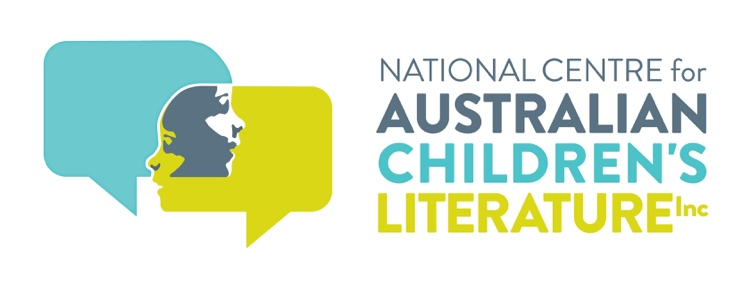 NATIONAL CENTRE for
AUSTRALIAN
CHILDREN'S
LITERATURE Inc